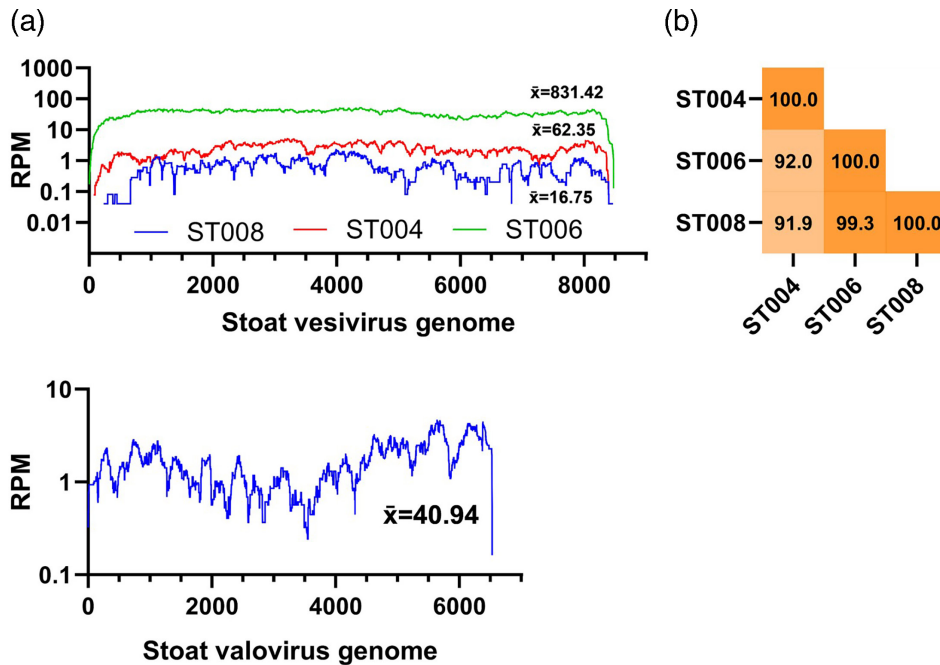 (a)
1000
100
10
1
0.1
0.01
RPM
x̄=831.42
x̄=62.35
x̄=16.75
ST008 ST004 ST006
0 2000 4000 6000 8000
Stoat vesivirus genome
10
1
0.1
RPM
x̄=40.94
0 2000 4000 6000
Stoat valovirus genome
(b)
ST004 100.0
ST006 92.0 100.0
ST008 91.9 99.3 100.0
ST004 ST006 ST008